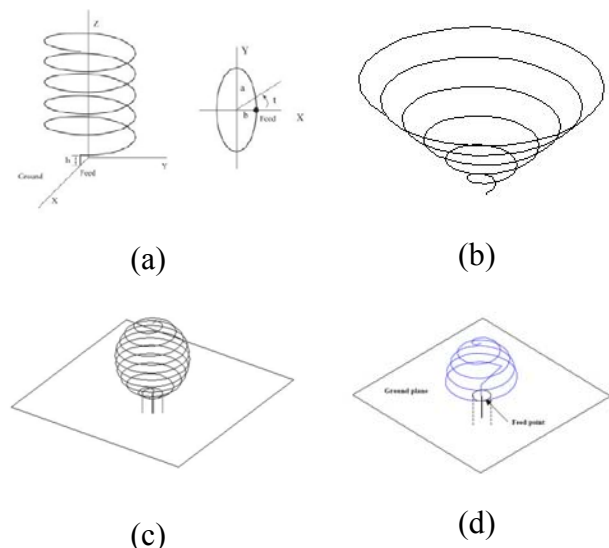 Z
Y
a
t
b
Feed
X
h
Feed
Y
Ground
X
(a)
(b)
Ground plane
Feed point
(c)
(d)